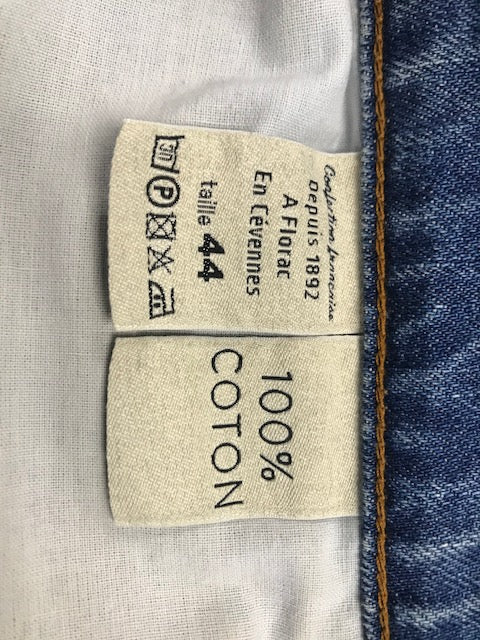 Confection française
Depuis 1892
A Florac
En Cévennes
taille 44
P
100%
COTON